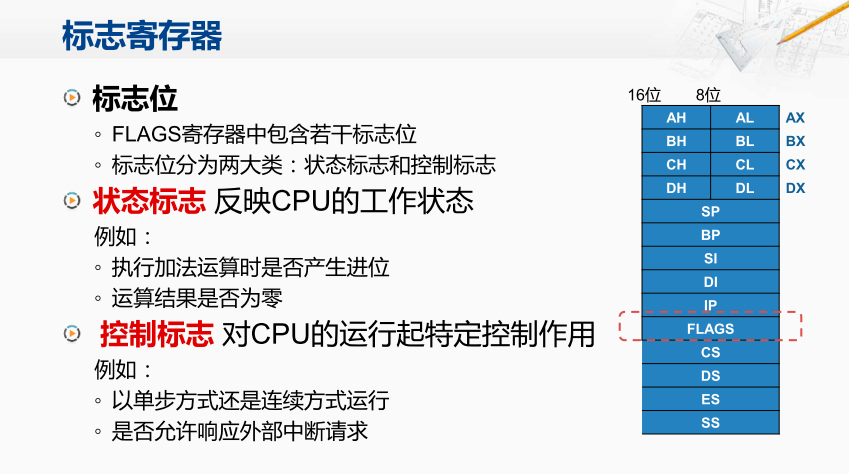 标志寄存器
标志位
FLAGS寄存器中包含若干标志位
标志位分为两大类：状态标志和控制标志
状态标志 反映CPU的工作状态
例如：
执行加法运算时是否产生进位
运算结果是否为零
控制标志 对CPU的运行起特定控制作用
例如：
以单步方式还是连续方式运行
是否允许响应外部中断请求
16位 8位
AH AL AX
BH BL BX
CH CL CX
DH DL DX
SP
BP
SI
DI
IP
FLAGS
CS
DS
ES
SS